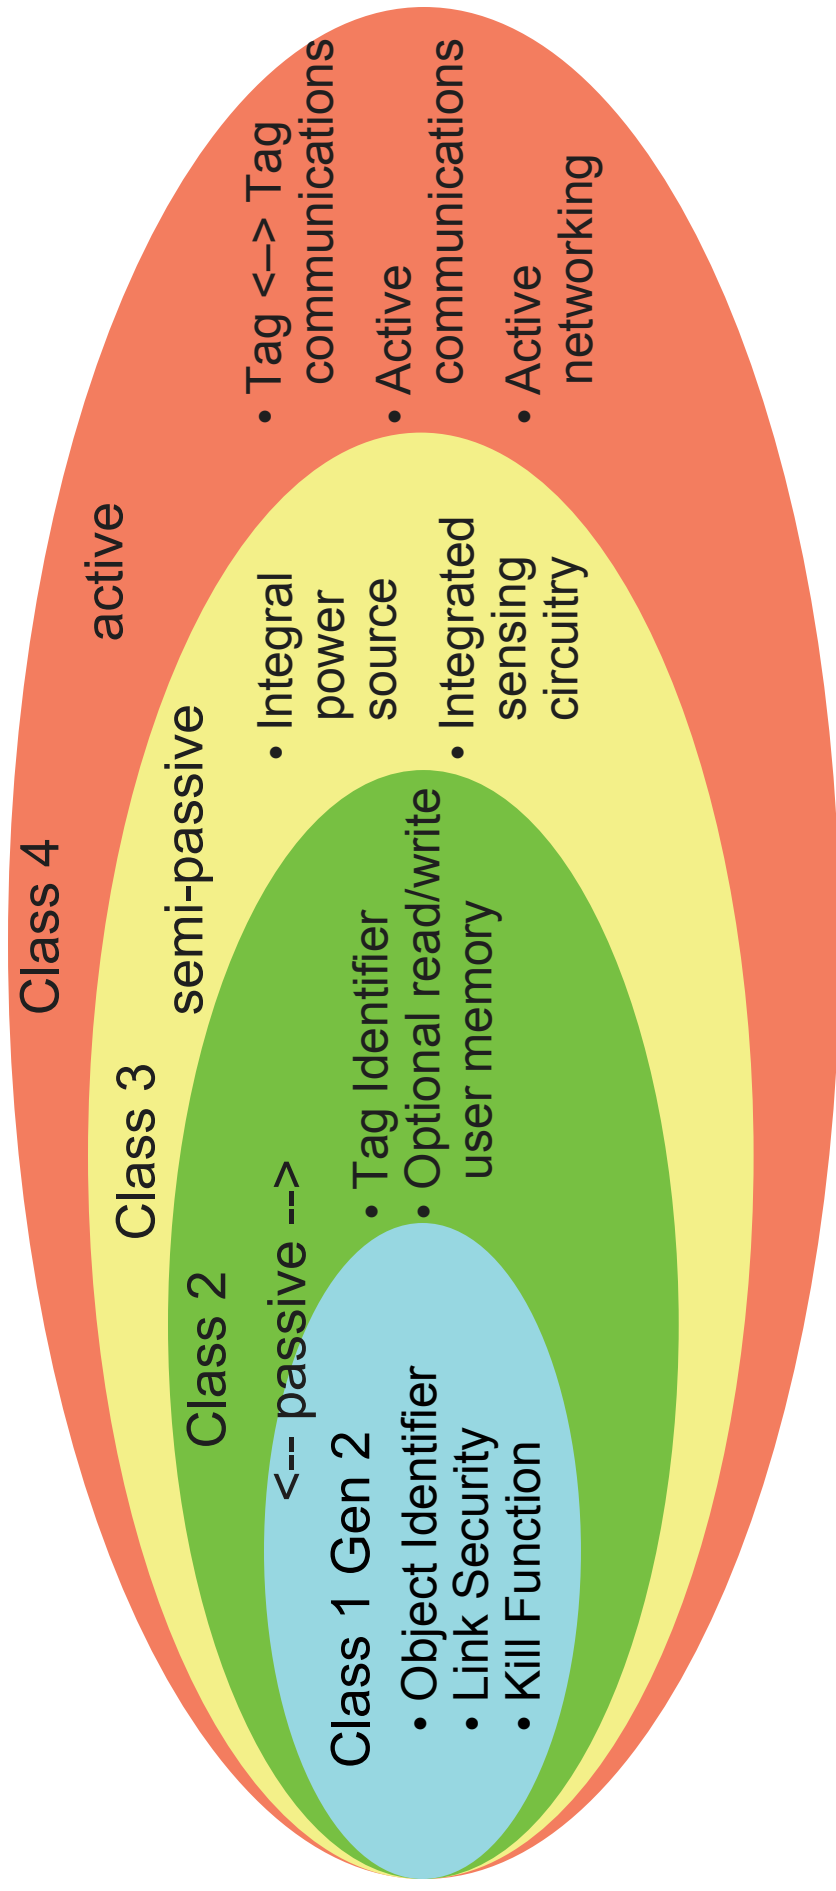 Class 4
active
• Tag <–> Tag
communications
• Active
communications
• Active
networking
Class 3
semi-passive
• Integral
power
source
• Integrated
sensing
circuitry
Class 2
<-- passive -->
• Tag Identifier
• Optional read/write
user memory
Class 1 Gen 2
• Object Identifier
• Link Security
• Kill Function